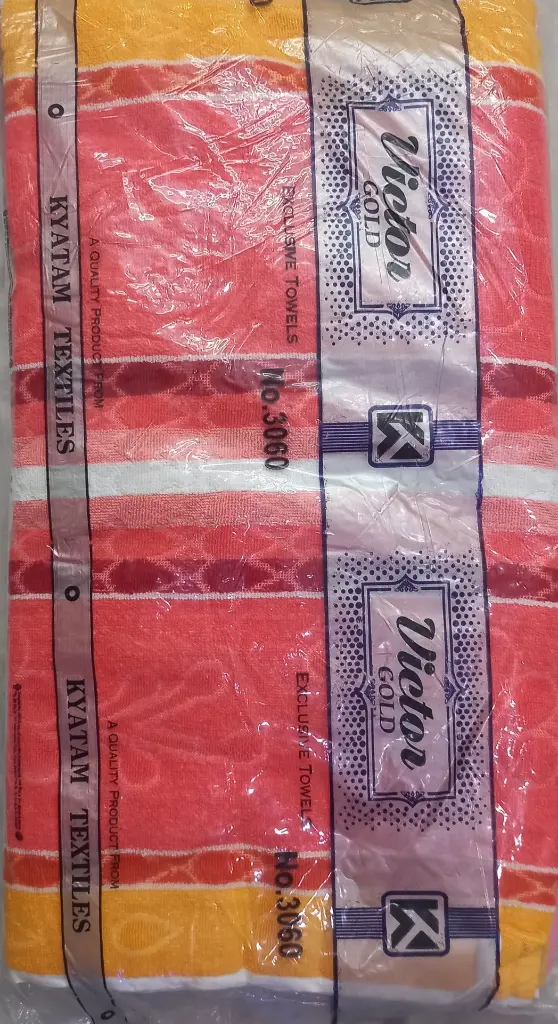 Victor
GOLD
EXCLUSIVE TOWELS
No.3060
A QUALITY PRODUCT FROM
KYATAM TEXTILES
K
Victor
GOLD
EXCLUSIVE TOWELS
No.3060
A QUALITY PRODUCT FROM
KYATAM TEXTILES
K